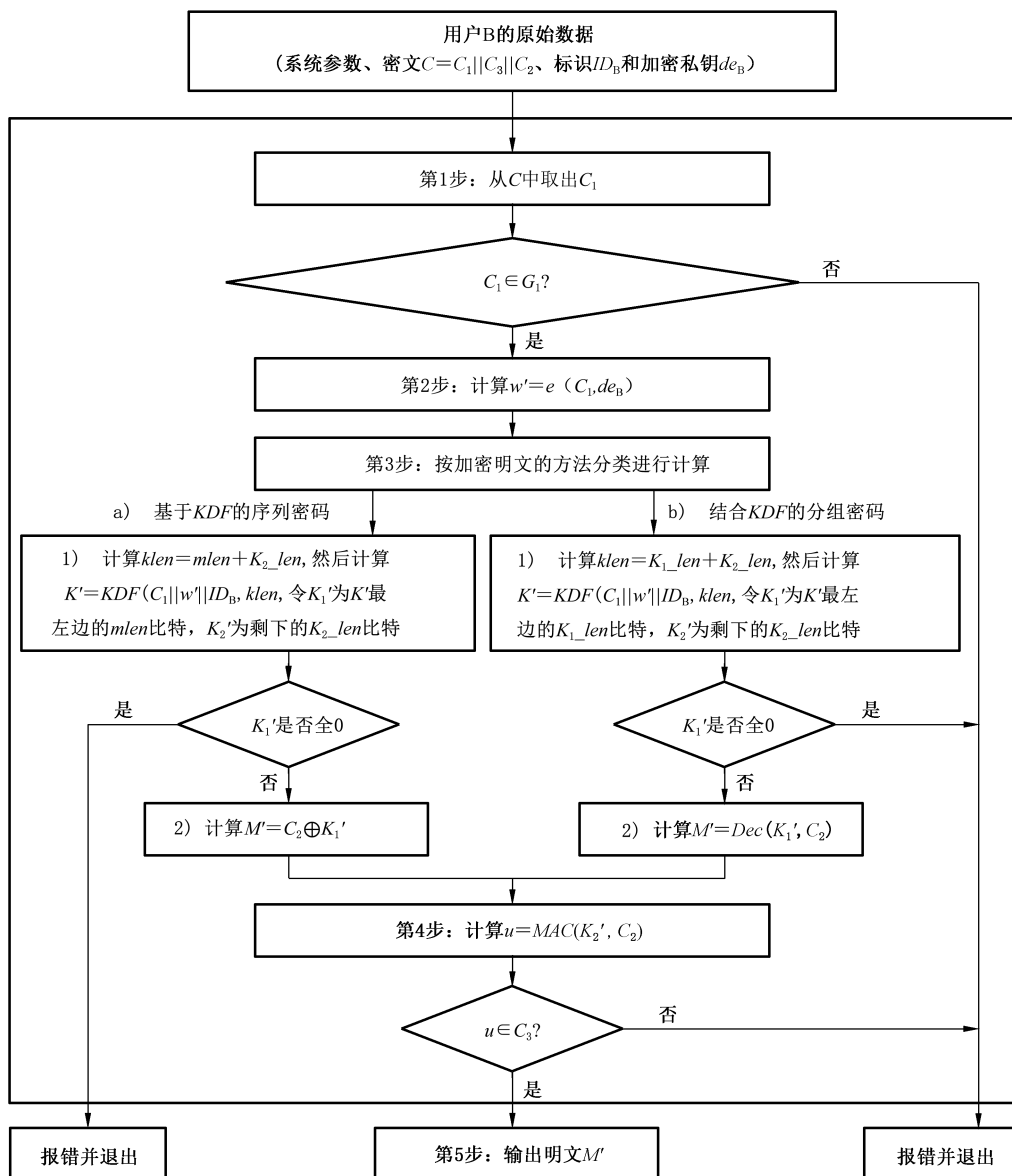 用户B的原始数据
(系统参数、密文C=C₁||C₃||C₂、标识ID_B和加密私钥de_B)
第1步：从C中取出C₁
C₁∈G₁?
否
是
第2步：计算w′=e（C₁,de_B）
第3步：按加密明文的方法分类进行计算
a) 基于KDF的序列密码
b) 结合KDF的分组密码
1) 计算klen=mlen+K₂_len,然后计算
K′=KDF(C₁||w′||ID_B,klen,令K₁′为K′最
左边的mlen比特，K₂′为剩下的K₂_len比特
1) 计算klen=K₁_len+K₂_len,然后计算
K′=KDF(C₁||w′||ID_B,klen,令K₁′为K′最左
边的K₁_len比特，K₂′为剩下的K₂_len比特
是
K₁′是否全0
K₁′是否全0
是
否
否
2) 计算M′=C₂⊕K₁′
2) 计算M′=Dec(K₁′,C₂)
第4步：计算u=MAC(K₂′,C₂)
u∈C₃?
否
是
报错并退出
第5步：输出明文M′
报错并退出